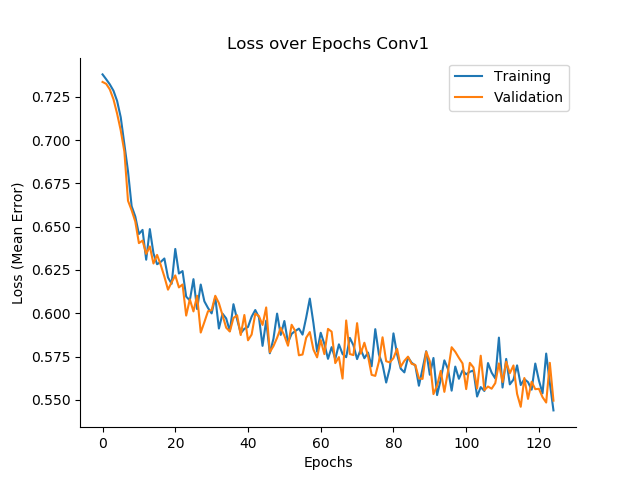 Loss over Epochs Conv1
Training
Validation
Loss (Mean Error)
0.725
0.700
0.675
0.650
0.625
0.600
0.575
0.550
0 20 40 60 80 100 120
Epochs